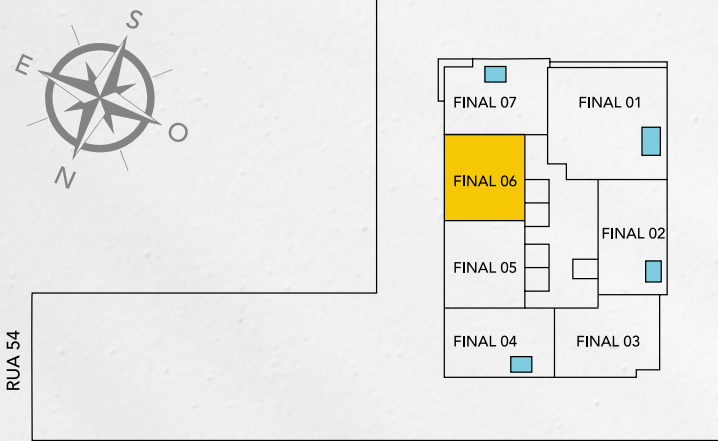 S
E
O
N
FINAL 07
FINAL 01
FINAL 06
FINAL 02
FINAL 05
FINAL 04
FINAL 03
RUA 54